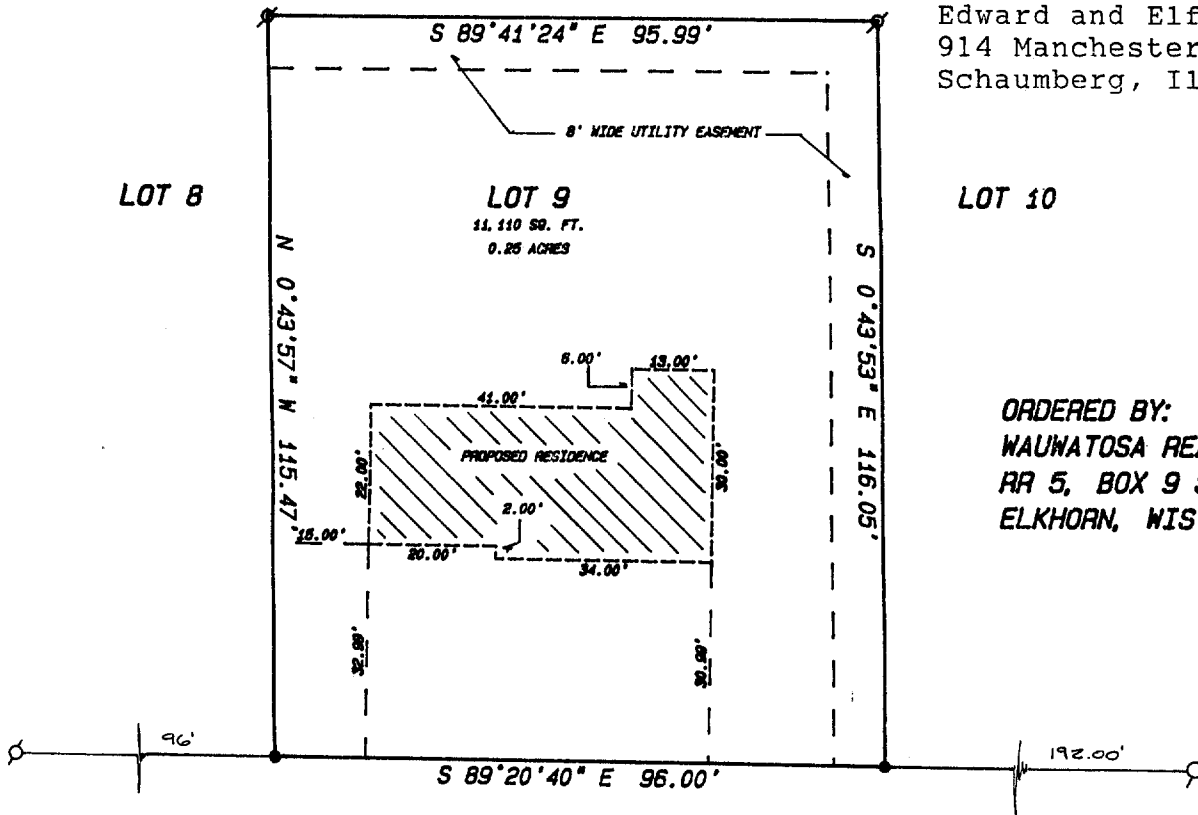 S 89°41'24" E 95.99'
Edward and Elf
914 Manchester
Schaumberg, Il
8' WIDE UTILITY EASEMENT
LOT 8
LOT 9
11,110 SQ. FT.
0.25 ACRES
LOT 10
N 0°43'57" W 115.47'
S 0°43'53" E 116.05'
6.00'
13.00'
41.00'
22.00'
PROPOSED RESIDENCE
30.00'
2.00'
15.00'
20.00'
34.00'
32.99'
30.99'
ORDERED BY:
WAUWATOSA REA
RR 5, BOX 9
ELKHORN, WIS
96'
S 89°20'40" E 96.00'
192.00'